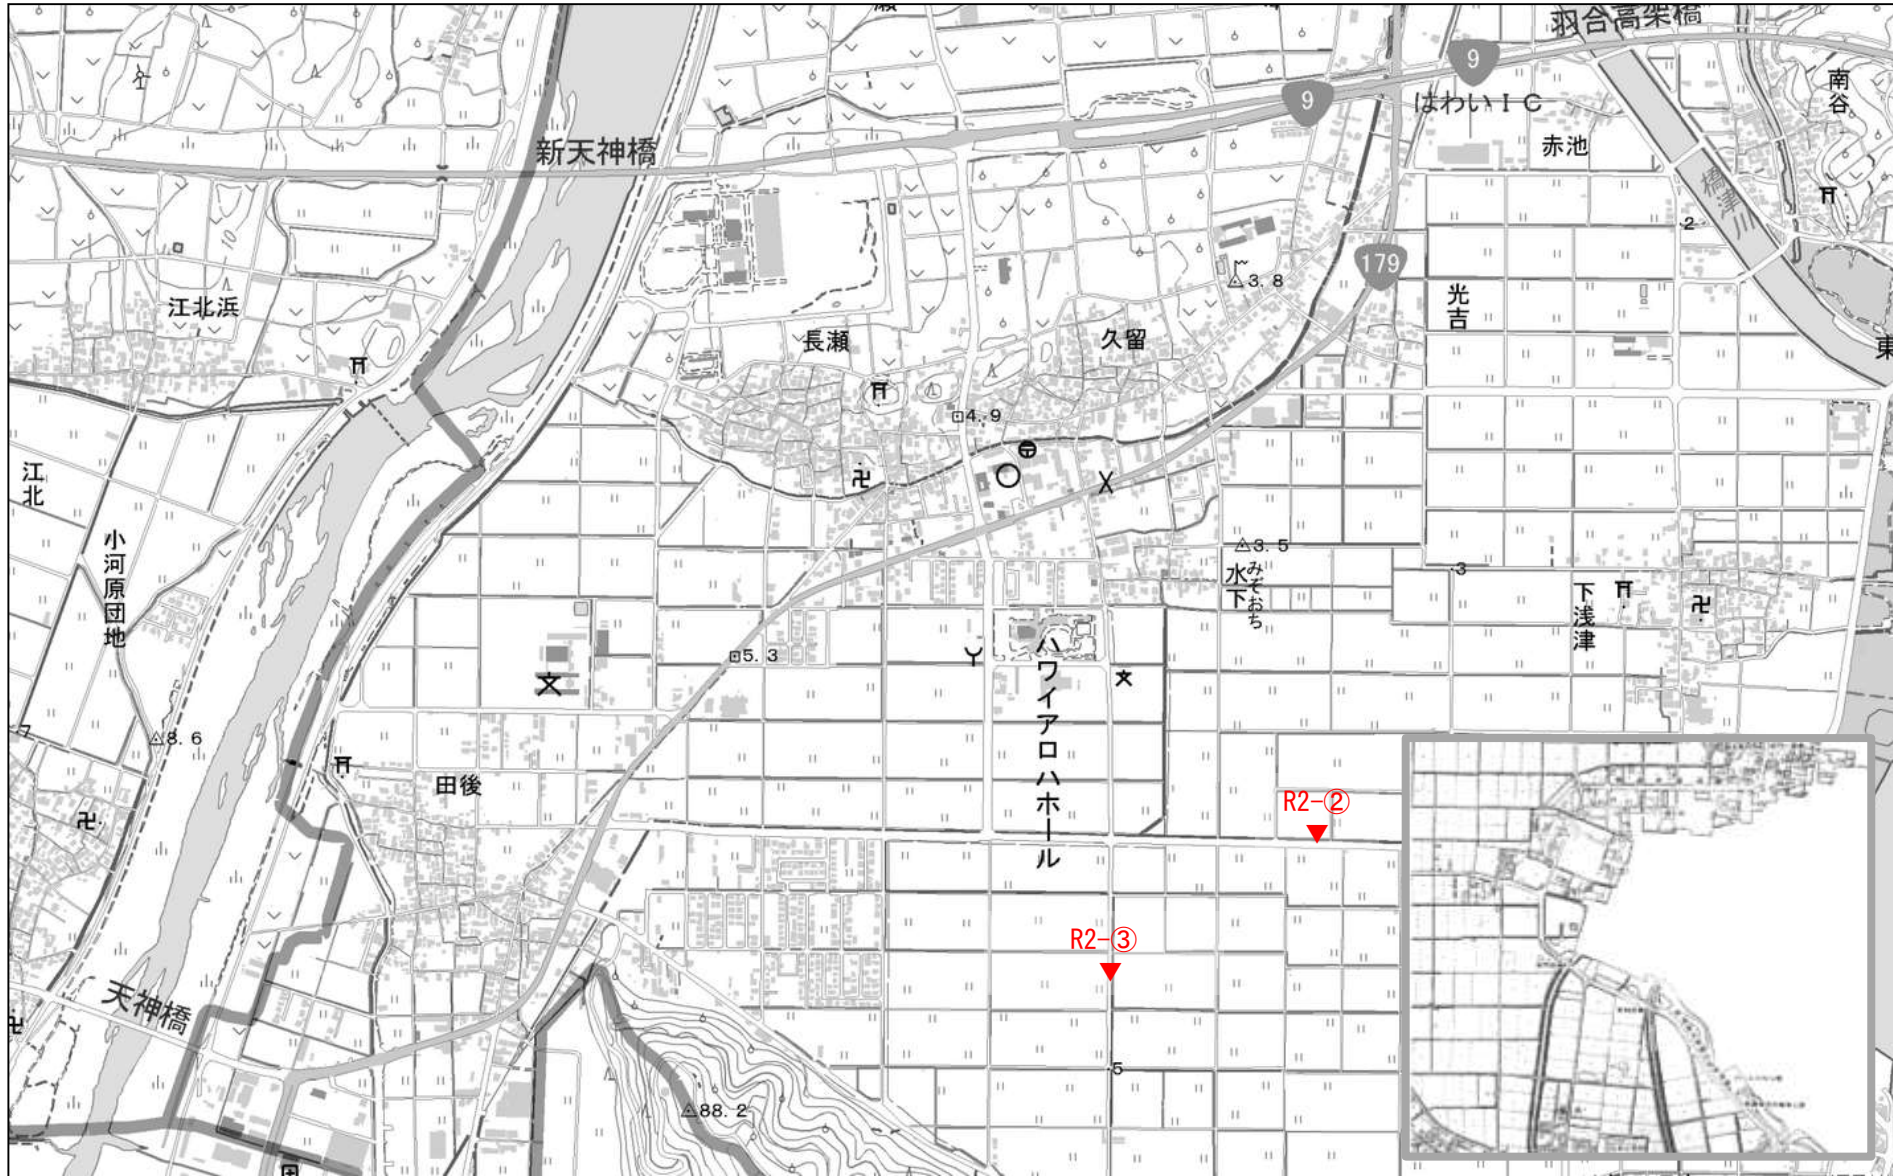 瀬
羽合高架橋
9
9
はわいIC
南谷
赤池
新天神橋
橋津川
2
179
3.8
江北浜
光吉
長瀬
久留
東
4.9
江北
小河原団地
3.5
水下
みぞおち
3
下浅津
5.3
ハワイアロハホール
7
8.6
田後
R2-②
R2-③
天神橋
5
88.2